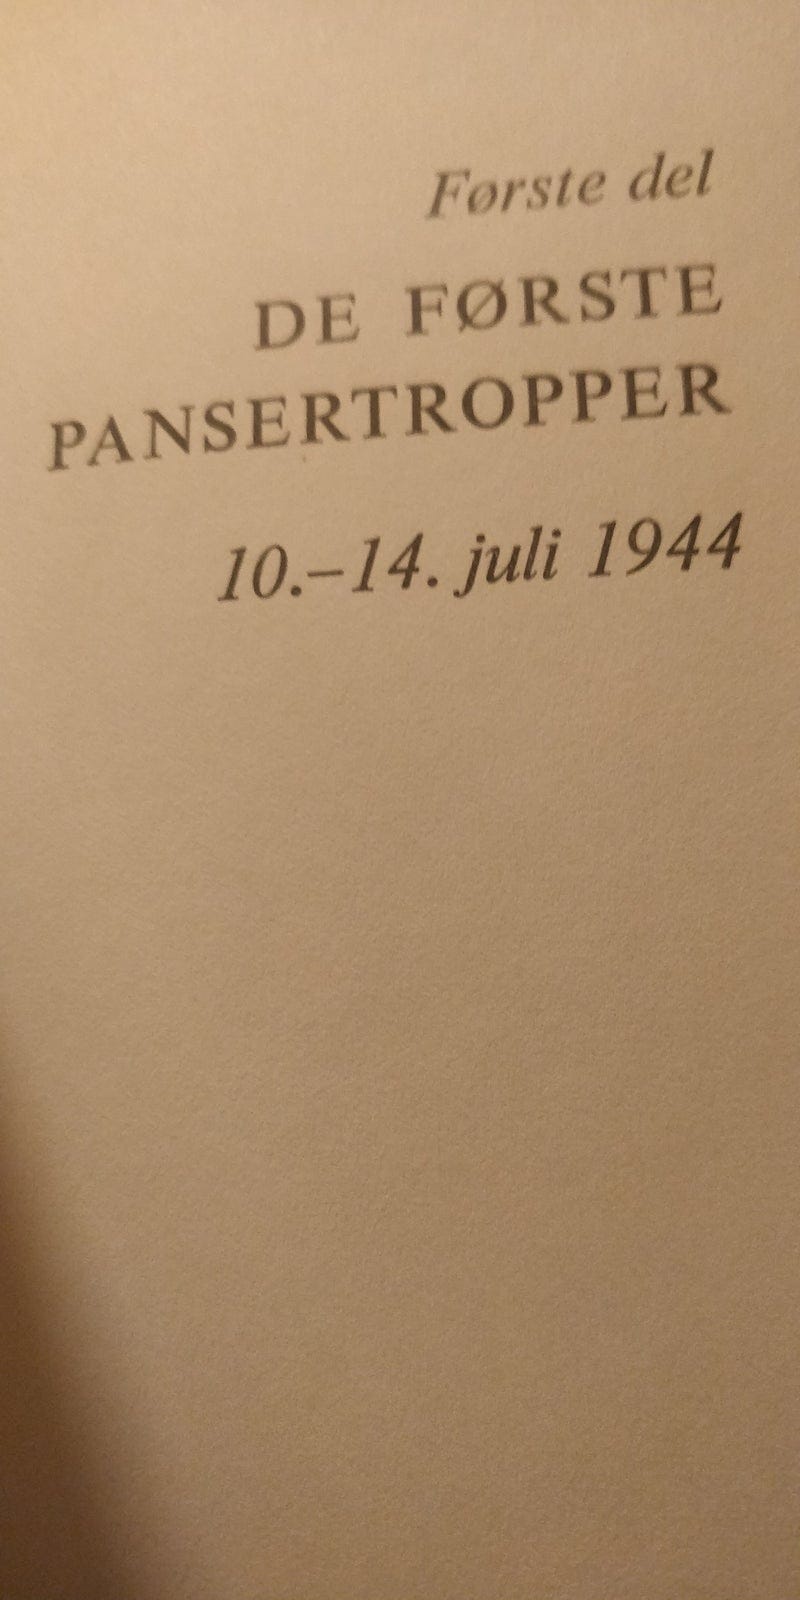 Første del
DE FØRSTE
PANSERTROPPER
10.–14. juli 1944